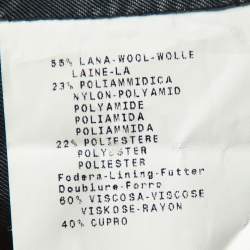 55% LANA-WOOL-WOLLE
LAINE-LA
23% POLIAMMIDICA
NYLON-POLYAMID
POLYAMIDE
POLIAMIDA
POLIAMMIDA
22% POLIESTERE
POLYESTER
POLIESTER
Fodera-Lining-Futter
Doublure-Forro
60% VISCOSA-VISCOSE
VISKOSE-RAYON
40% CUPRO